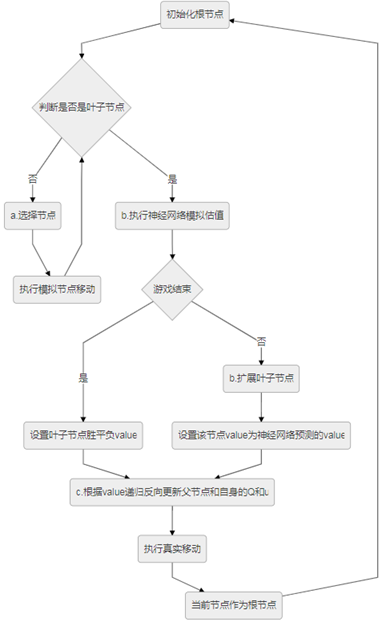 初始化根节点
判断是否是叶子节点
否
是
a.选择节点
b.执行神经网络模拟估值
执行模拟节点移动
游戏结束
否
是
b.扩展叶子节点
设置叶子节点胜平负value
设置该节点value为神经网络预测的value
c.根据value递归反向更新父节点和自身的Q和u
执行真实移动
当前节点作为根节点